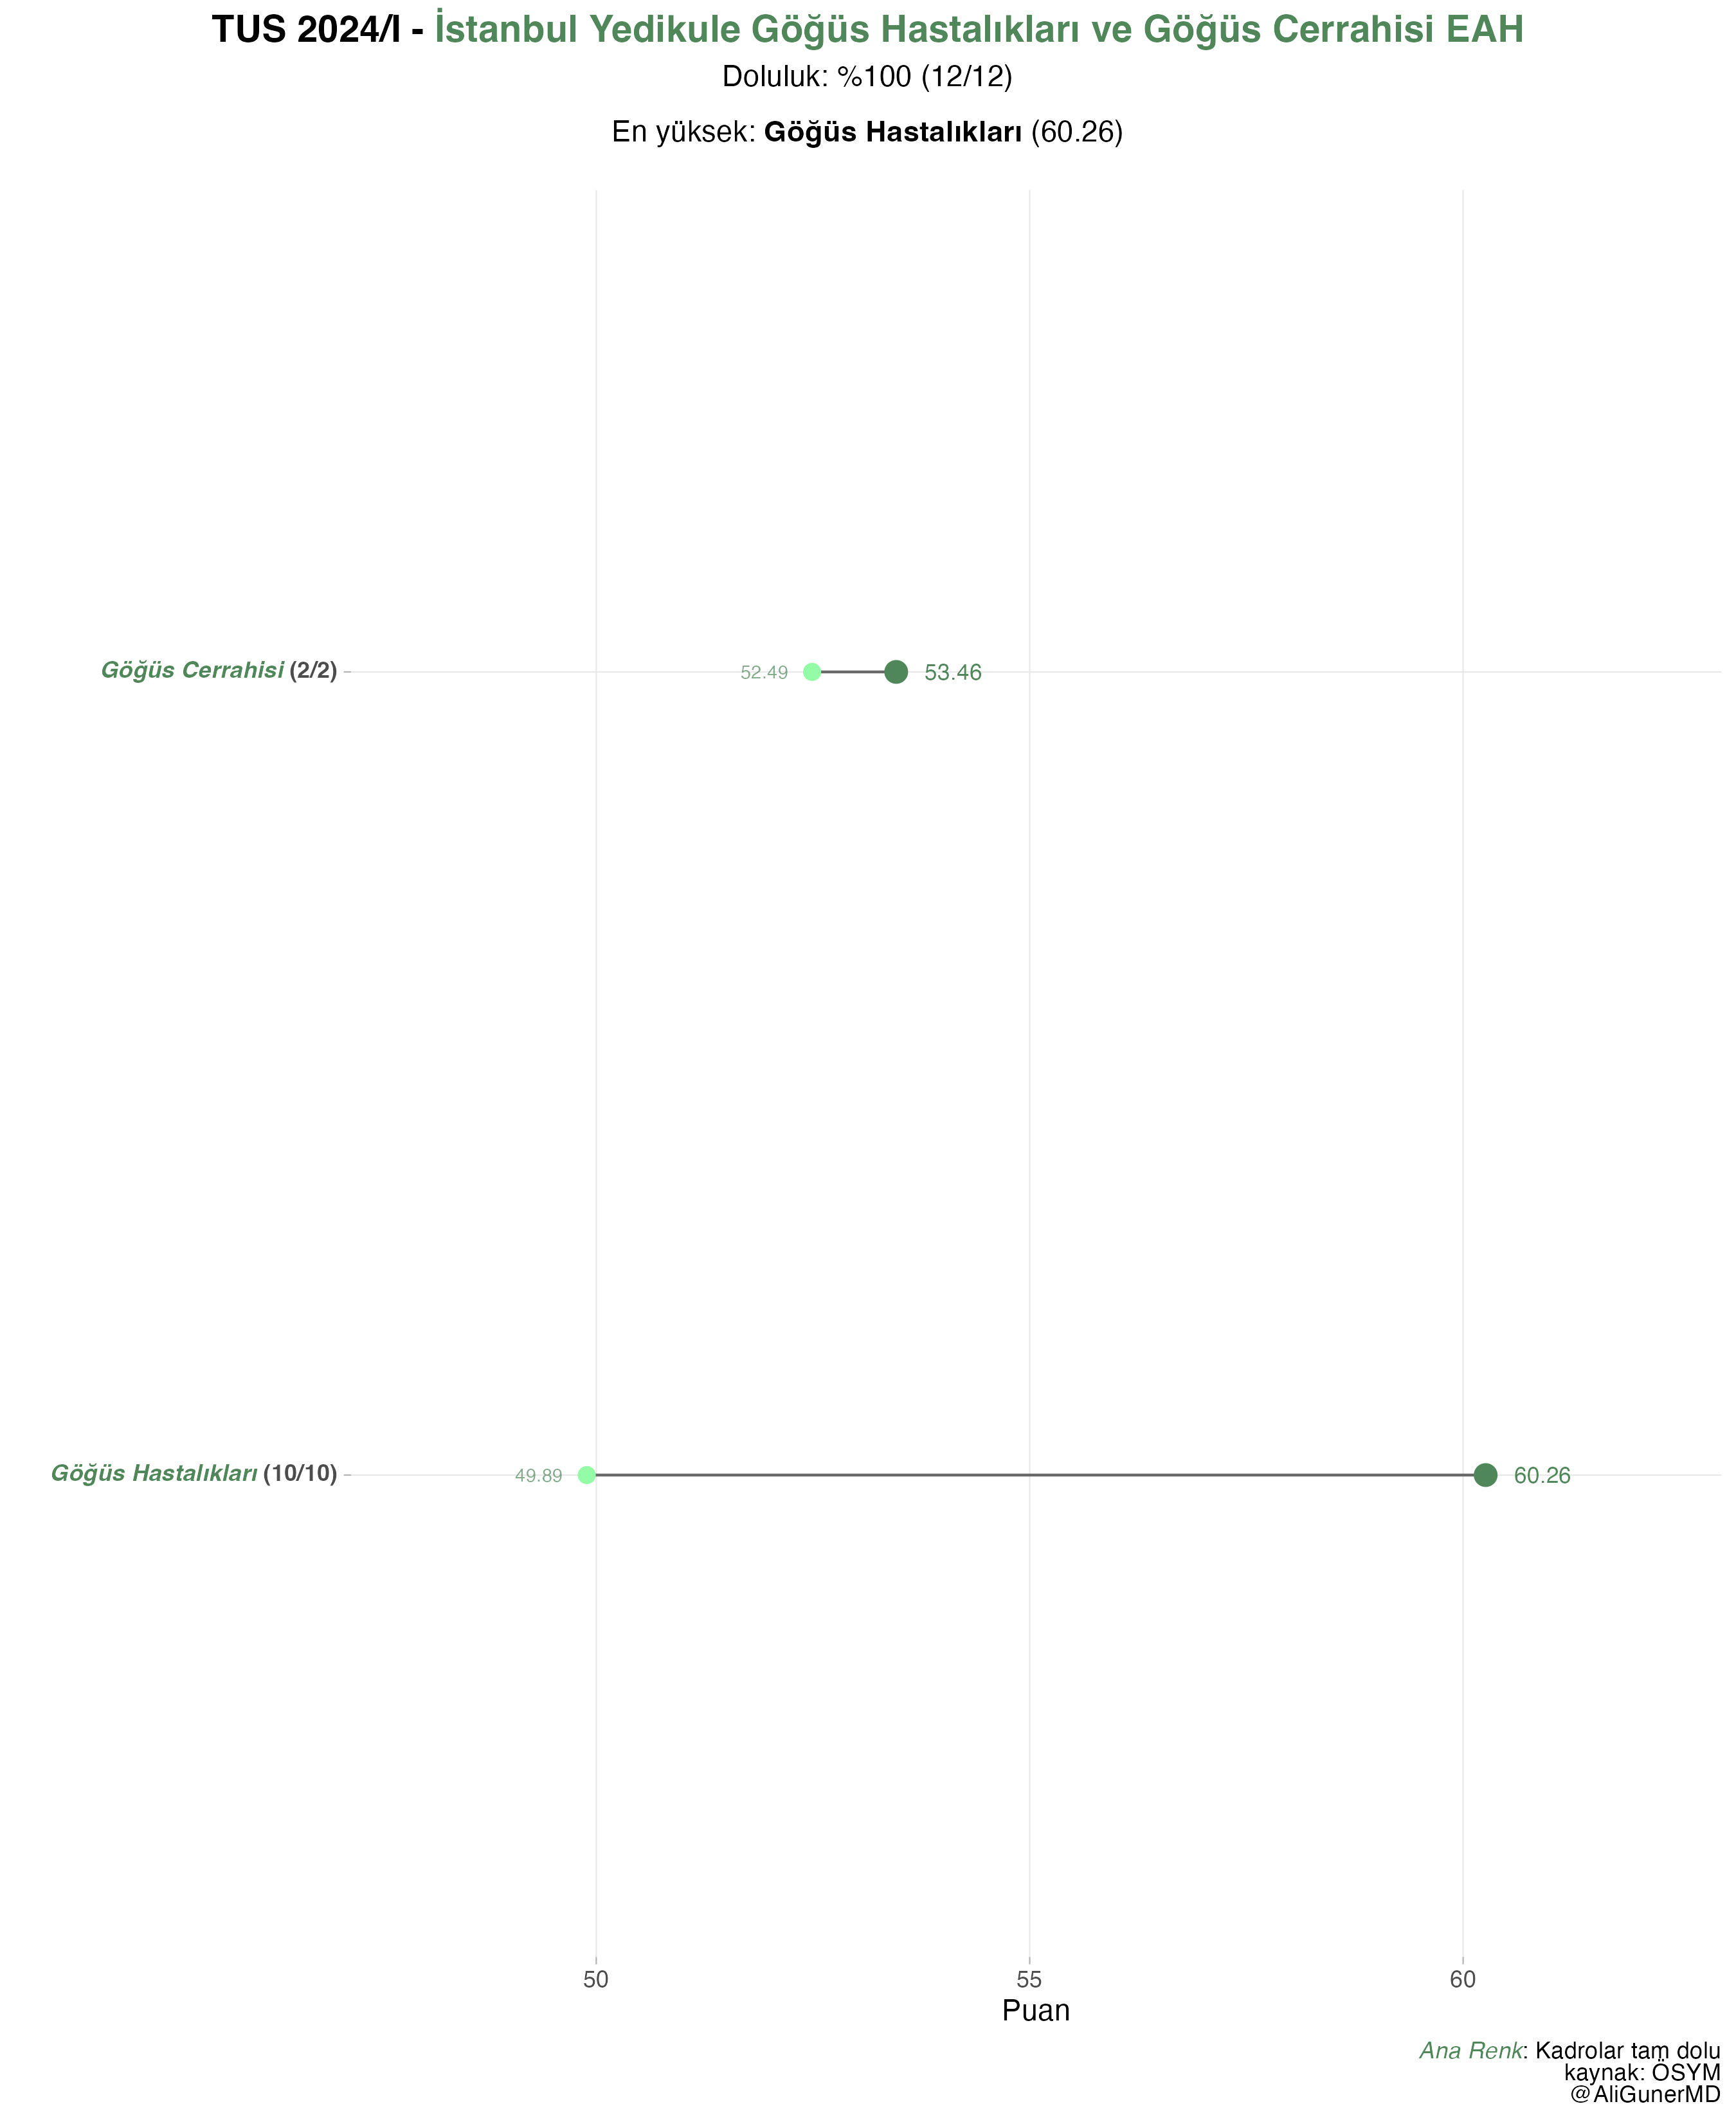 TUS 2024/I - İstanbul Yedikule Göğüs Hastalıkları ve Göğüs Cerrahisi EAH
Doluluk: %100 (12/12)
En yüksek: Göğüs Hastalıkları (60.26)
Göğüs Cerrahisi (2/2)
52.49
53.46
Göğüs Hastalıkları (10/10)
49.89
60.26
50
55
60
Puan
Ana Renk: Kadrolar tam dolu
kaynak: ÖSYM
@AliGunerMD